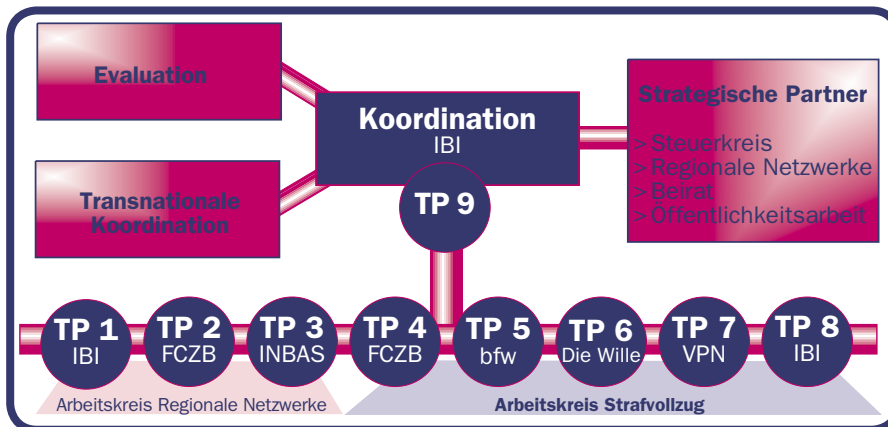 Evaluation
Koordination
IBI
Strategische Partner
> Steuerkreis
> Regionale Netzwerke
> Beirat
> Öffentlichkeitsarbeit
Transnationale
Koordination
TP 9
TP 1
IBI
TP 2
FCZB
TP 3
INBAS
TP 4
FCZB
TP 5
bfw
TP 6
Die Wille
TP 7
VPN
TP 8
IBI
Arbeitskreis Regionale Netzwerke
Arbeitskreis Strafvollzug